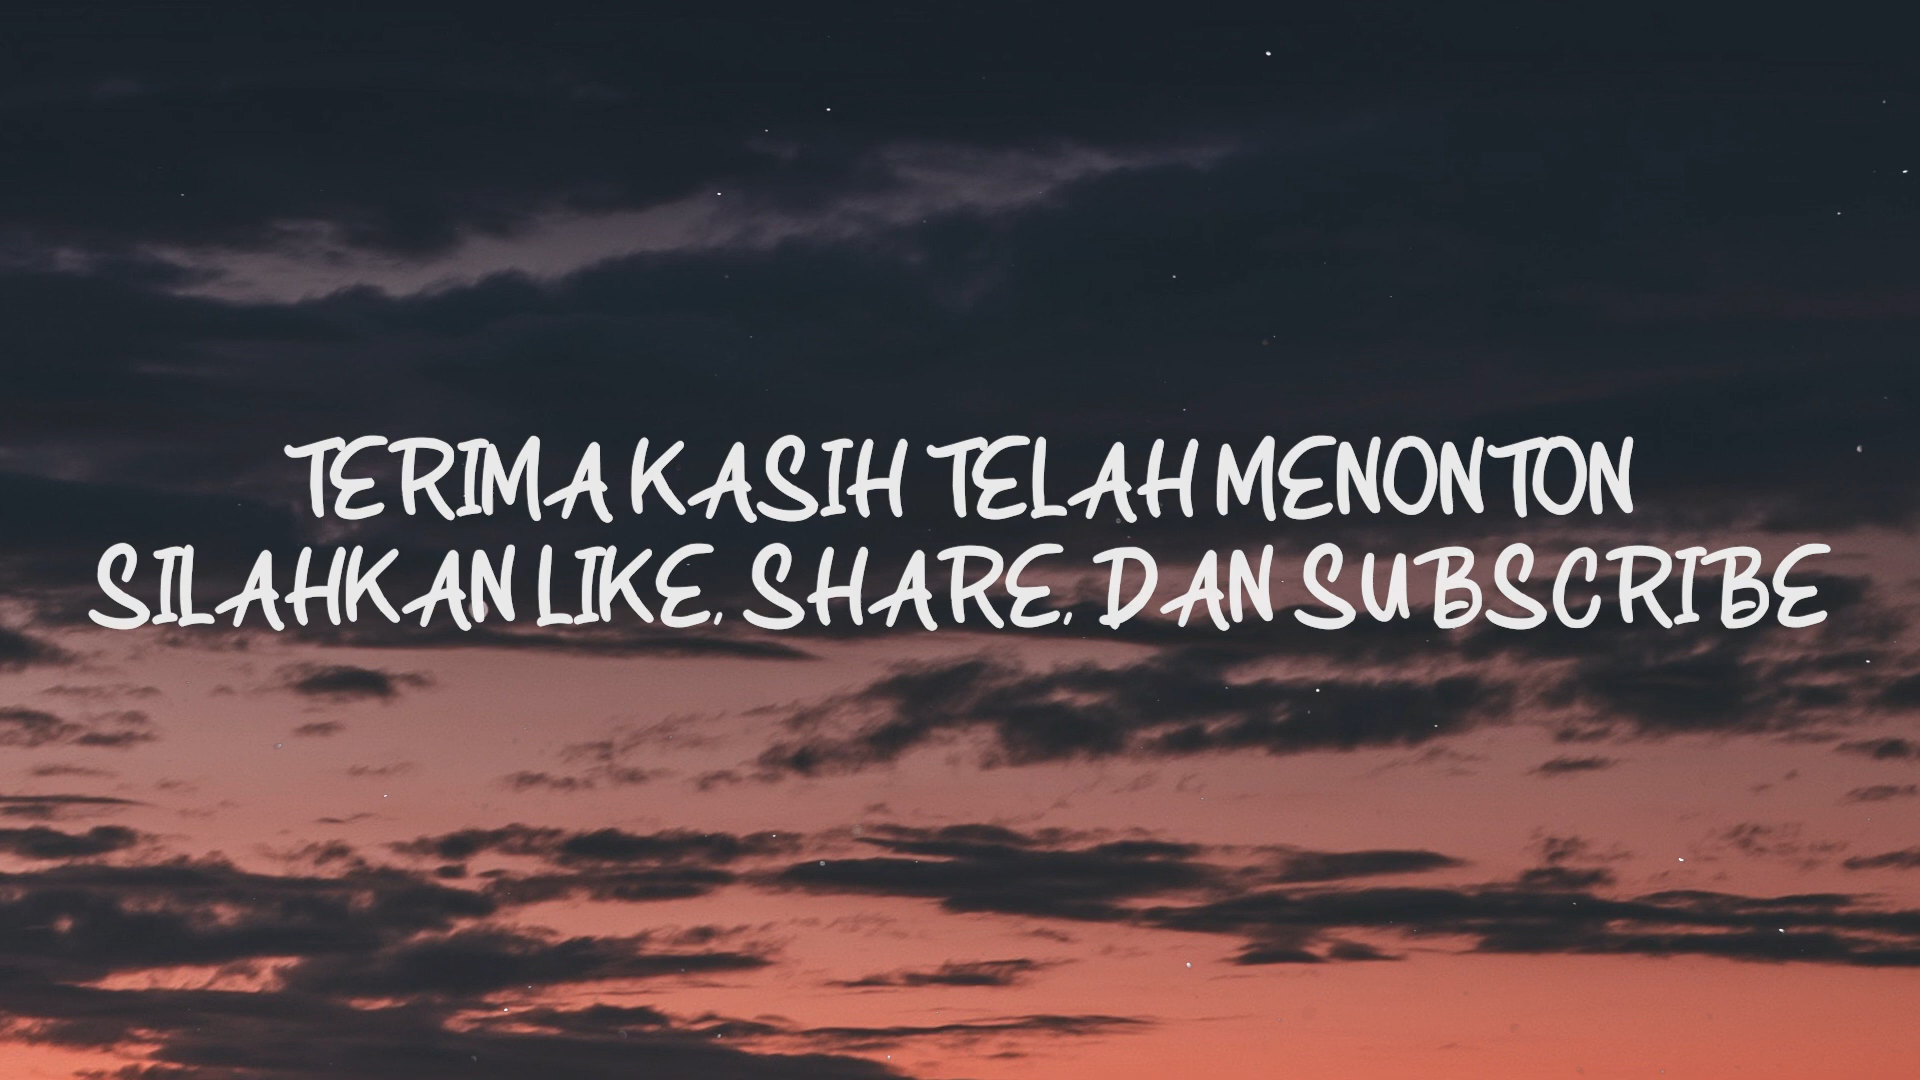 TERIMA KASIH TELAH MENONTON
SILAHKAN LIKE, SHARE, DAN SUBSCRIBE